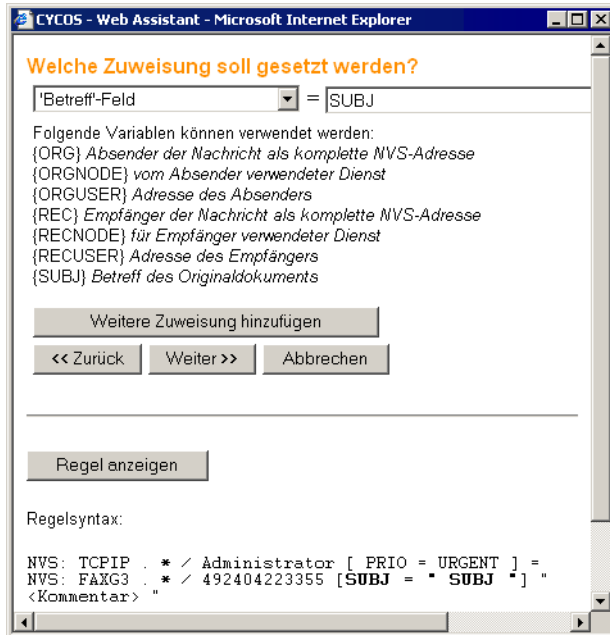 CYCOS - Web Assistant - Microsoft Internet Explorer
Welche Zuweisung soll gesetzt werden?
'Betreff'-Feld = SUBJ
Folgende Variablen können verwendet werden:
{ORG} Absender der Nachricht als komplette NVS-Adresse
{ORGNODE} vom Absender verwendeter Dienst
{ORGUSER} Adresse des Absenders
{REC} Empfänger der Nachricht als komplette NVS-Adresse
{RECNODE} für Empfänger verwendeter Dienst
{RECUSER} Adresse des Empfängers
{SUBJ} Betreff des Originaldokuments
Weitere Zuweisung hinzufügen
<< Zurück Weiter >> Abbrechen
Regel anzeigen
Regelsyntax:
NVS: TCPIP . * / Administrator [ PRIO = URGENT ] =
NVS: FAXG3 . * / 492404223355 [SUBJ = " SUBJ "] "
<Kommentar> "